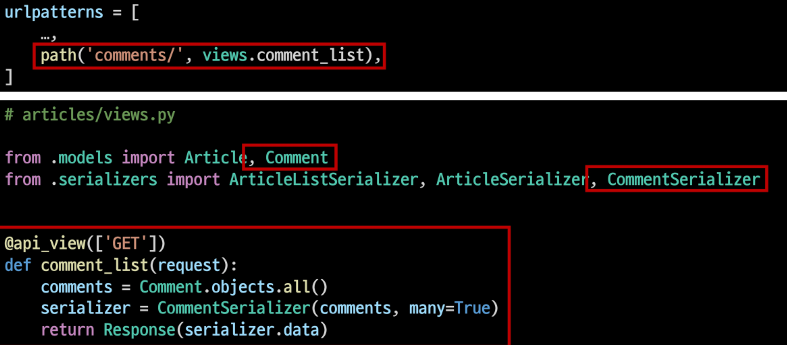 urlpatterns = [
    …,
    path('comments/', views.comment_list),
]
# articles/views.py
from .models import Article, Comment
from .serializers import ArticleListSerializer, ArticleSerializer, CommentSerializer
@api_view(['GET'])
def comment_list(request):
    comments = Comment.objects.all()
    serializer = CommentSerializer(comments, many=True)
    return Response(serializer.data)